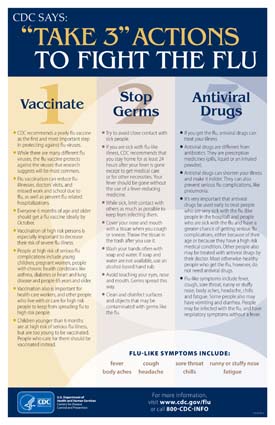 CDC SAYS:
"TAKE 3" ACTIONS
TO FIGHT THE FLU
1
Vaccinate
• CDC recommends a yearly flu vaccine
as the first and most important step
in protecting against flu viruses.
• While there are many different flu
viruses, the flu vaccine protects
against the viruses that research
suggests will be most common.
• Flu vaccination can reduce flu
illnesses, doctors' visits, and
missed work and school due to
flu, as well as prevent flu-related
hospitalizations.
• Everyone 6 months of age and older
should get a flu vaccine
• Vaccination of high risk persons is
especially important to decrease
their risk of severe flu illness.
• People at high risk of serious flu
complications include young
children, pregnant women, people
with chronic health conditions like
asthma, diabetes or heart and lung
disease and people 65 years and older.
• Vaccination also is important for
health care workers, and other people
who live with or care for high risk
people to keep from spreading flu to
high risk people.
• Children younger than 6 months
are at high risk of serious flu illness,
but are too young to be vaccinated.
People who care for them should be
vaccinated instead.
2
Stop
Germs
• Try to avoid close contact with
sick people.
• If you are sick with flu-like
illness, CDC recommends that
you stay home for at least 24
hours after your fever is gone
except to get medical care
or for other necessities. Your
fever should be gone without
the use of a fever-reducing
medicine.
• While sick, limit contact with
others as much as possible to
keep from infecting them.
• Cover your nose and mouth
with a tissue when you cough
or sneeze. Throw the tissue in
the trash after you use it.
• Wash your hands often with
soap and water. If soap and
water are not available, use an
alcohol-based hand rub.
• Avoid touching your eyes, nose
and mouth. Germs spread this
way.
• Clean and disinfect surfaces
and objects that may be
contaminated with germs like
the flu.
3
Antiviral
Drugs
• If you get the flu, antiviral drugs can
treat your illness.
• Antiviral drugs are different from
antibiotics. They are prescription
medicines (pills, liquid or an inhaled
powder).
• Antiviral drugs can shorten your illness
and make it milder. They can also
prevent serious flu complications, like
pneumonia.
• It's very important that antiviral
drugs be used early to treat people
who are very sick with the flu (like
people in the hospital) and people
who are sick with the flu and have a
greater chance of getting serious flu
complications, either because of their
age or because they have a high risk
medical condition. Other people also
may be treated with antiviral drugs by
their doctor. Most otherwise-healthy
people who get the flu, however, do
not need antiviral drugs.
• Flu-like symptoms include fever,
cough, sore throat, runny or stuffy
nose, body aches, headache, chills
and fatigue. Some people also may
have vomiting and diarrhea. People
may be infected with the flu, and have
respiratory symptoms without a fever.
FLU-LIKE SYMPTOMS INCLUDE:
fever cough sore throat runny or stuffy nose
body aches headache chills fatigue
CDC
U.S. Department of
Health and Human Services
Centers for Disease
Control and Prevention
For more information,
visit www.cdc.gov/flu
or call 800-CDC-INFO